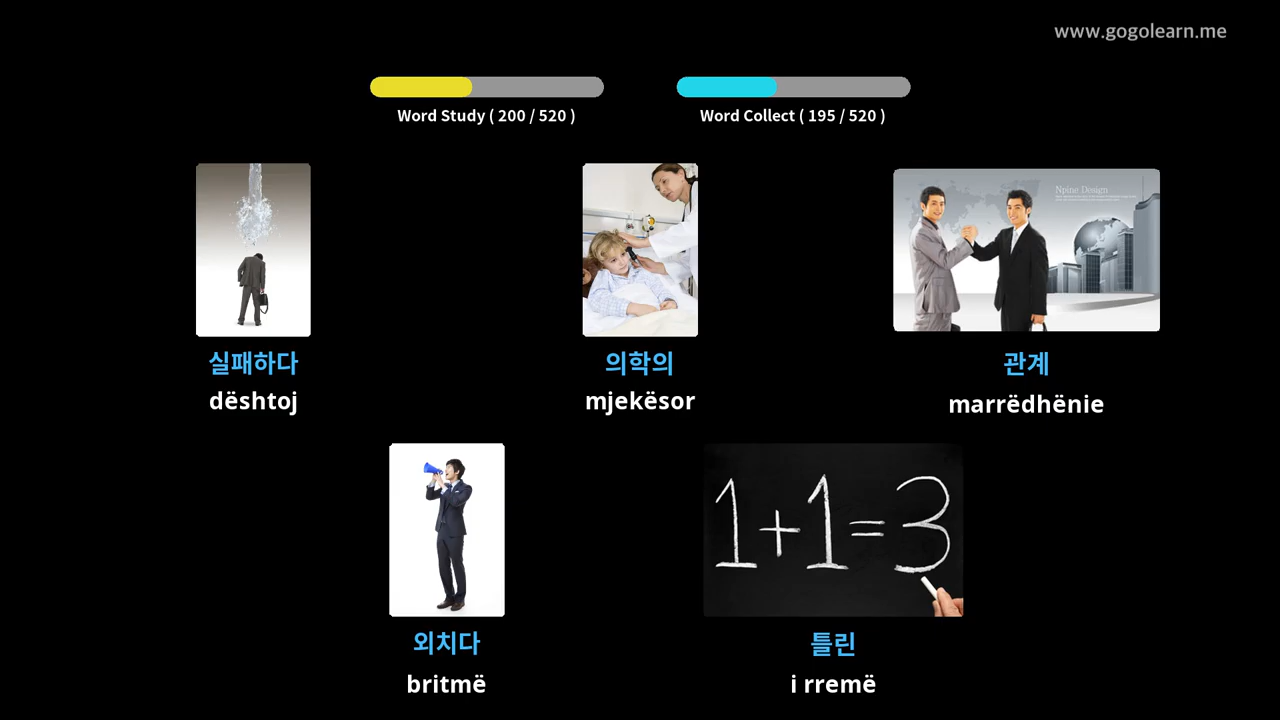 www.gogolearn.me
Word Study ( 200 / 520 )
Word Collect ( 195 / 520 )
Npine Design
실패하다
dështoj
의학의
mjekësor
관계
marrëdhënie
1+1=3
외치다
britmë
틀린
i rremë